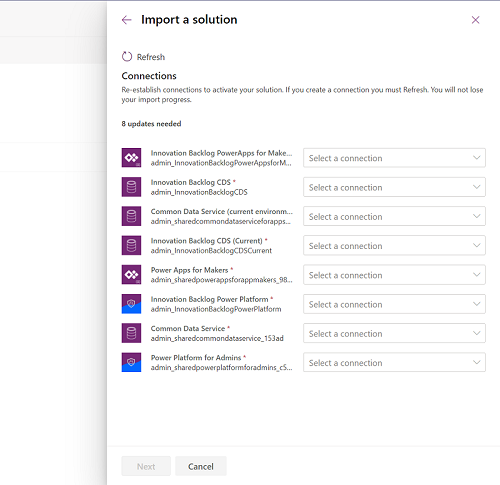 Import a solution
Refresh
Connections
Re-establish connections to activate your solution. If you create a connection you must Refresh. You will not lose
your import progress.
8 updates needed
Innovation Backlog PowerApps for Make...
admin_InnovationBacklogPowerAppsforM...
Select a connection
Innovation Backlog CDS *
admin_InnovationBacklogCDS
Select a connection
Common Data Service (current environm...
admin_sharedcommondataserviceforapps...
Select a connection
Innovation Backlog CDS (Current) *
admin_InnovationBacklogCDSCurrent
Select a connection
Power Apps for Makers *
admin_sharedpowerappsforappmakers_98...
Select a connection
Innovation Backlog Power Platform *
admin_InnovationBacklogPowerPlatform
Select a connection
Common Data Service *
admin_sharedcommondataservice_153ad
Select a connection
Power Platform for Admins *
admin_sharedpowerplatformforadmins_c5...
Select a connection
Next
Cancel